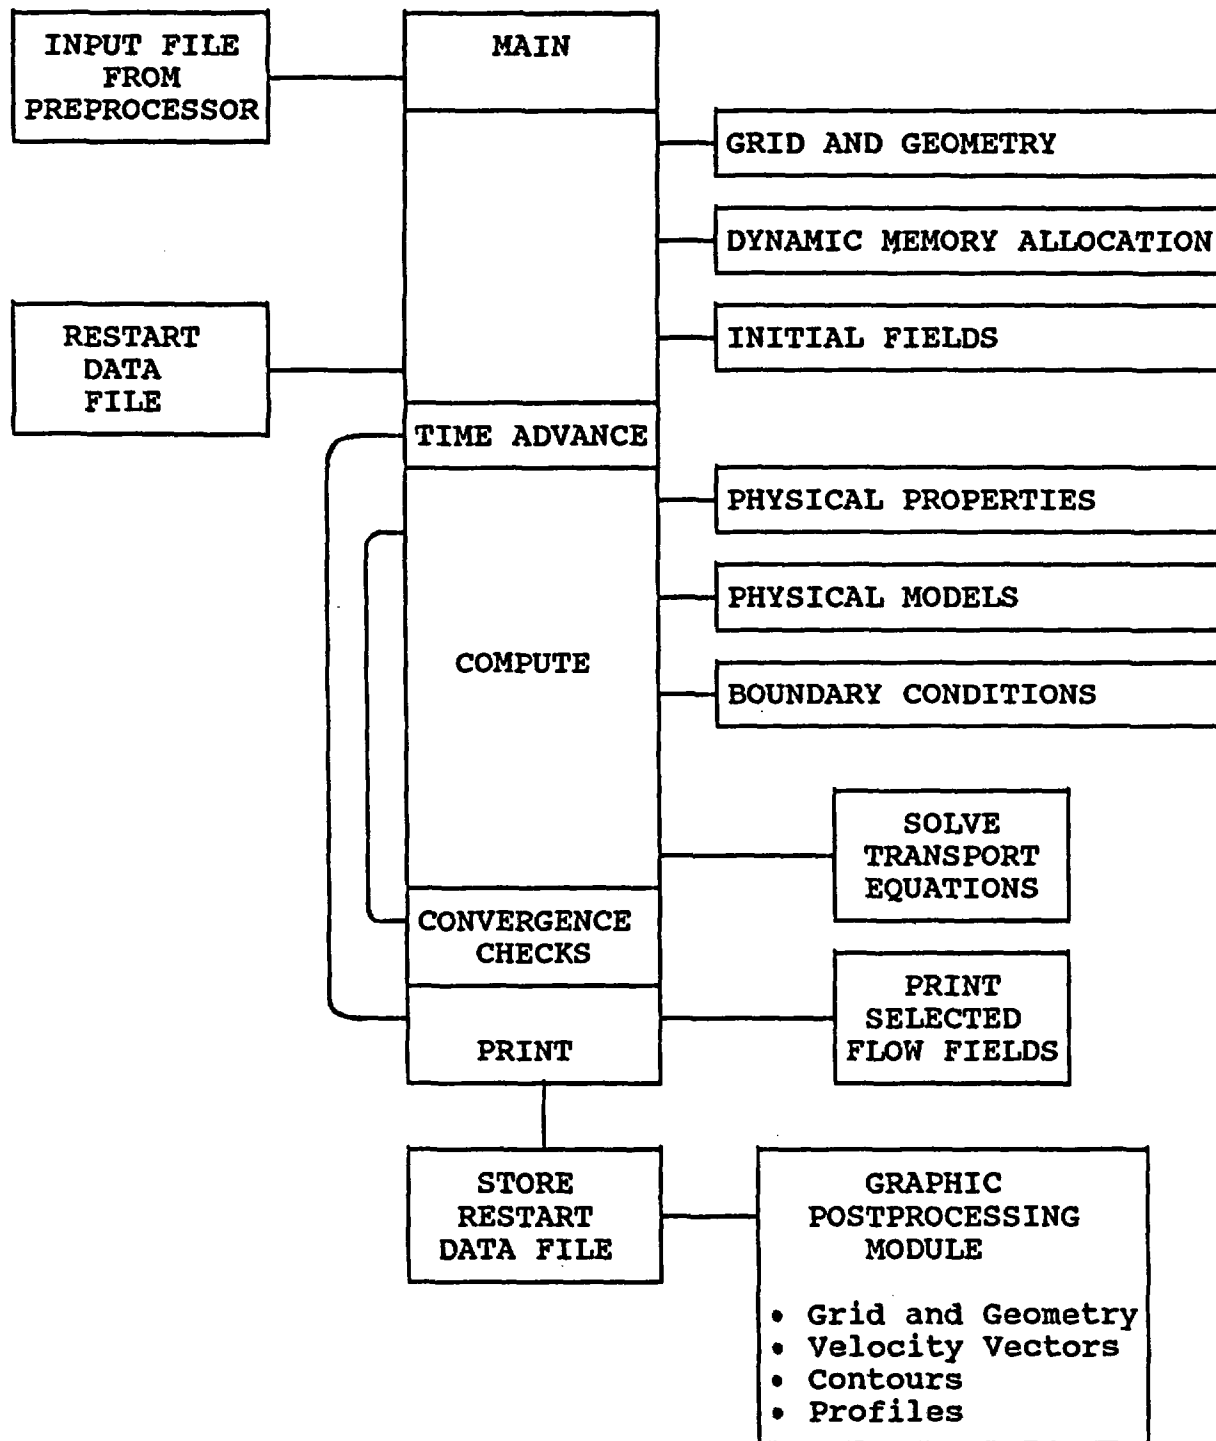 INPUT FILE
FROM
PREPROCESSOR
MAIN
GRID AND GEOMETRY
DYNAMIC MEMORY ALLOCATION
INITIAL FIELDS
RESTART
DATA
FILE
TIME ADVANCE
PHYSICAL PROPERTIES
PHYSICAL MODELS
COMPUTE
BOUNDARY CONDITIONS
SOLVE
TRANSPORT
EQUATIONS
CONVERGENCE
CHECKS
PRINT
SELECTED
FLOW FIELDS
PRINT
STORE
RESTART
DATA FILE
GRAPHIC
POSTPROCESSING
MODULE
• Grid and Geometry
• Velocity Vectors
• Contours
• Profiles